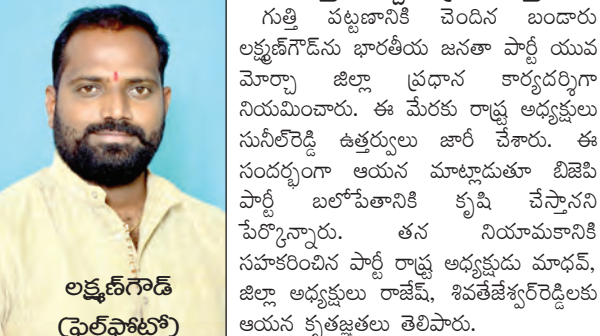 గుత్తి పట్టణానికి చెందిన బండారు
లక్ష్మణ్‌గౌడ్‌ను భారతీయ జనతా పార్టీ యువ
మోర్చా జిల్లా ప్రధాన కార్యదర్శిగా
నియమించారు. ఈ మేరకు రాష్ట్ర అధ్యక్షులు
సునీల్‌రెడ్డి ఉత్తర్వులు జారీ చేశారు. ఈ
సందర్భంగా ఆయన మాట్లాడుతూ బిజెపి
పార్టీ బలోపేతానికి కృషి చేస్తానని
పేర్కొన్నారు. తన నియామకానికి
సహకరించిన పార్టీ రాష్ట్ర అధ్యక్షుడు మాధవ్,
జిల్లా అధ్యక్షులు రాజేష్, శివతేజేశ్వర్‌రెడ్డిలకు
ఆయన కృతజ్ఞతలు తెలిపారు.
లక్ష్మణ్‌గౌడ్
(ఫైల్‌ఫోటో)